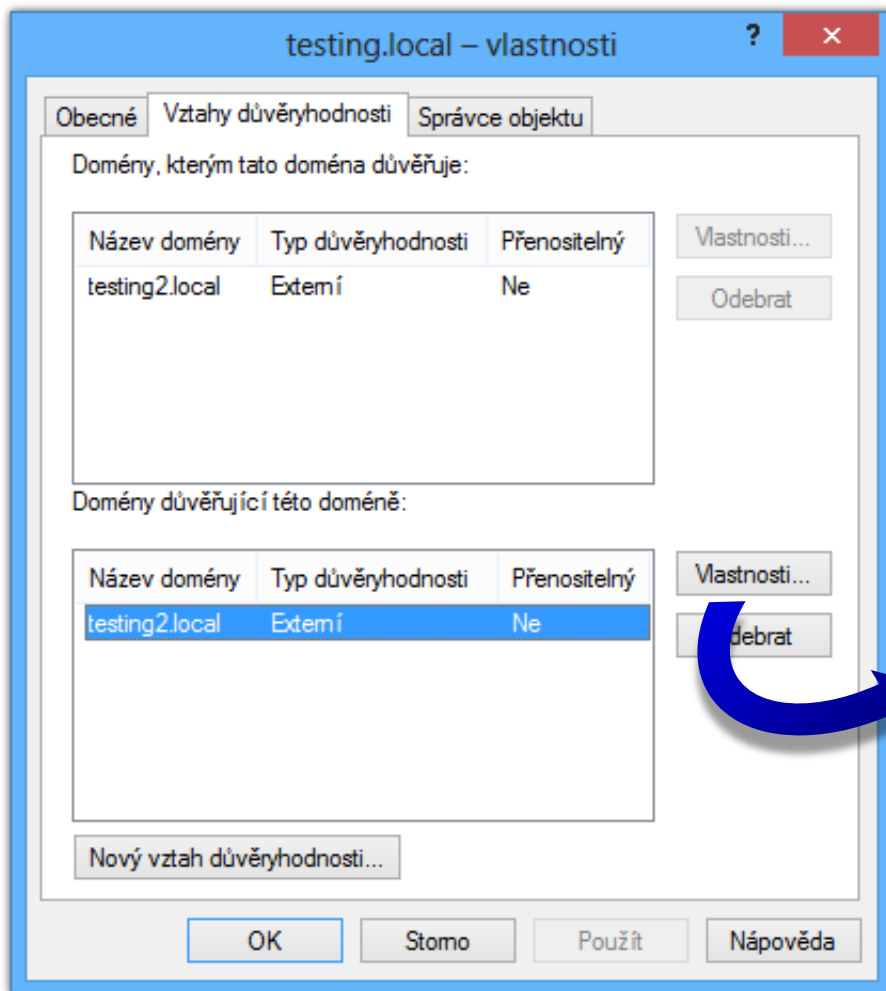 testing.local – vlastnosti ? ×
Obecné Vztahy důvěryhodnosti Správce objektu
Domény, kterým tato doména důvěřuje:
Název domény Typ důvěryhodnosti Přenositelný Vlastnosti...
testing2.local Externí Ne Odebrat
Domény důvěřující této doméně:
Název domény Typ důvěryhodnosti Přenositelný Vlastnosti...
testing2.local Externí Ne Odebrat
Nový vztah důvěryhodnosti...
OK Storno Použít Nápověda